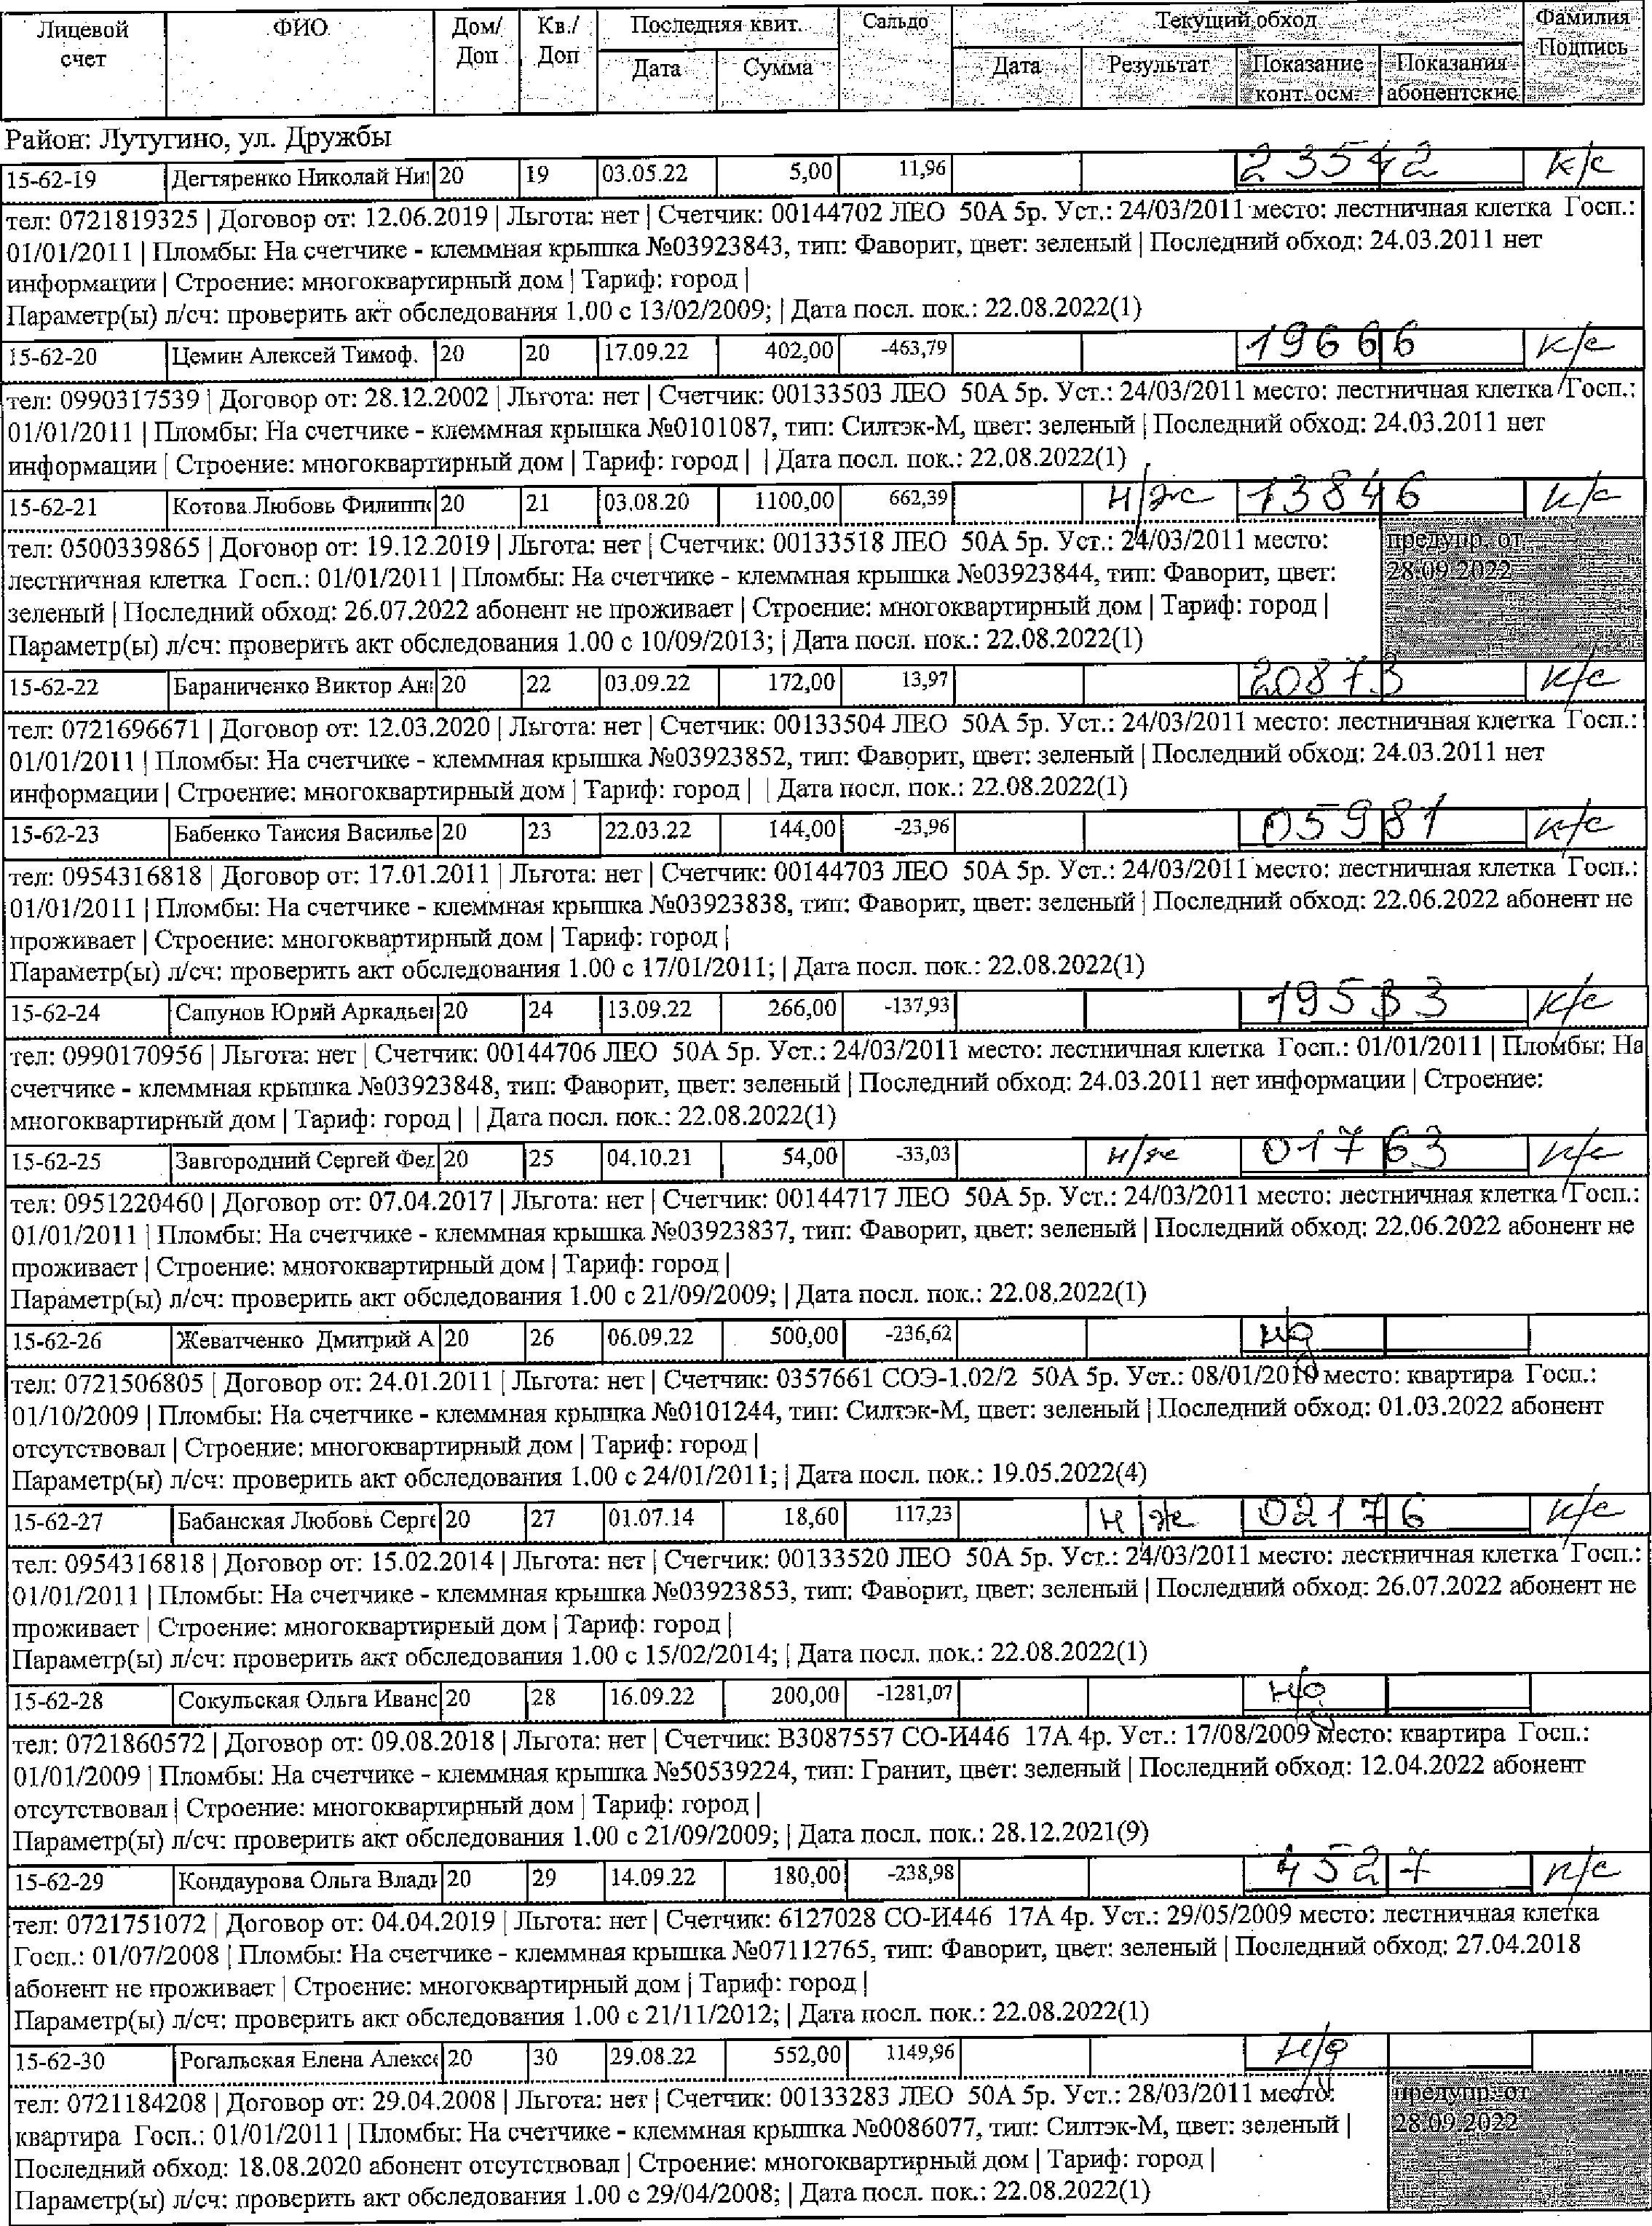 Лицевой счет ФИО Дом/ Доп Кв./ Доп Последняя квит. Дата Сумма Сальдо Текущий обход Дата Результат Показание конт. осм. Показания абонентские Фамилия Подпись
Район: Лутугино, ул. Дружбы
15-62-19 Дегтяренко Николай Ни 20 19 03.05.22 5,00 11,96 23542 к/с
тел: 0721819325 | Договор от: 12.06.2019 | Льгота: нет | Счетчик: 00144702 ЛЕО 50А 5р. Уст.: 24/03/2011 место: лестничная клетка Госп.:
01/01/2011 | Пломбы: На счетчике - клеммная крышка №03923843, тип: Фаворит, цвет: зеленый | Последний обход: 24.03.2011 нет
информации | Строение: многоквартирный дом | Тариф: город |
Параметр(ы) л/сч: проверить акт обследования 1.00 с 13/02/2009; | Дата посл. пок.: 22.08.2022(1)
15-62-20 Цемин Алексей Тимоф. 20 20 17.09.22 402,00 -463,79 19666 к/с
тел: 0990317539 | Договор от: 28.12.2002 | Льгота: нет | Счетчик: 00133503 ЛЕО 50А 5р. Уст.: 24/03/2011 место: лестничная клетка Госп.:
01/01/2011 | Пломбы: На счетчике - клеммная крышка №0101087, тип: Силтэк-М, цвет: зеленый | Последний обход: 24.03.2011 нет
информации | Строение: многоквартирный дом | Тариф: город | | Дата посл. пок.: 22.08.2022(1)
15-62-21 Котова Любовь Филипп 20 21 03.08.20 1100,00 662,39 н/ж 13846 к/с
тел: 0500339865 | Договор от: 19.12.2019 | Льгота: нет | Счетчик: 00133518 ЛЕО 50А 5р. Уст.: 24/03/2011 место: предупр. от
лестничная клетка Госп.: 01/01/2011 | Пломбы: На счетчике - клеммная крышка №03923844, тип: Фаворит, цвет: 28.09.2022
зеленый | Последний обход: 26.07.2022 абонент не проживает | Строение: многоквартирный дом | Тариф: город |
Параметр(ы) л/сч: проверить акт обследования 1.00 с 10/09/2013; | Дата посл. пок.: 22.08.2022(1)
15-62-22 Бараниченко Виктор Ан 20 22 03.09.22 172,00 13,97 20873 к/с
тел: 0721696671 | Договор от: 12.03.2020 | Льгота: нет | Счетчик: 00133504 ЛЕО 50А 5р. Уст.: 24/03/2011 место: лестничная клетка Госп.:
01/01/2011 | Пломбы: На счетчике - клеммная крышка №03923852, тип: Фаворит, цвет: зеленый | Последний обход: 24.03.2011 нет
информации | Строение: многоквартирный дом | Тариф: город | | Дата посл. пок.: 22.08.2022(1)
15-62-23 Бабенко Таисия Василье 20 23 22.03.22 144,00 -23,96 05981 к/с
тел: 0954316818 | Договор от: 17.01.2011 | Льгота: нет | Счетчик: 00144703 ЛЕО 50А 5р. Уст.: 24/03/2011 место: лестничная клетка Госп.:
01/01/2011 | Пломбы: На счетчике - клеммная крышка №03923838, тип: Фаворит, цвет: зеленый | Последний обход: 22.06.2022 абонент не
проживает | Строение: многоквартирный дом | Тариф: город |
Параметр(ы) л/сч: проверить акт обследования 1.00 с 17/01/2011; | Дата посл. пок.: 22.08.2022(1)
15-62-24 Сапунов Юрий Аркадье 20 24 13.09.22 266,00 -137,93 19533 к/с
тел: 0990170956 | Льгота: нет | Счетчик: 00144706 ЛЕО 50А 5р. Уст.: 24/03/2011 место: лестничная клетка Госп.: 01/01/2011 | Пломбы: На
счетчике - клеммная крышка №03923848, тип: Фаворит, цвет: зеленый | Последний обход: 24.03.2011 нет информации | Строение:
многоквартирный дом | Тариф: город | | Дата посл. пок.: 22.08.2022(1)
15-62-25 Завгородний Сергей Фед 20 25 04.10.21 54,00 -33,03 н/ж 01763 к/с
тел: 0951220460 | Договор от: 07.04.2017 | Льгота: нет | Счетчик: 00144717 ЛЕО 50А 5р. Уст.: 24/03/2011 место: лестничная клетка Госп.:
01/01/2011 | Пломбы: На счетчике - клеммная крышка №03923837, тип: Фаворит, цвет: зеленый | Последний обход: 22.06.2022 абонент не
проживает | Строение: многоквартирный дом | Тариф: город |
Параметр(ы) л/сч: проверить акт обследования 1.00 с 21/09/2009; | Дата посл. пок.: 22.08.2022(1)
15-62-26 Жеватченко Дмитрий А 20 26 06.09.22 500,00 -236,62 н/д
тел: 0721506805 | Договор от: 24.01.2011 | Льгота: нет | Счетчик: 0357661 СОЭ-1.02/2 50А 5р. Уст.: 08/01/2010 место: квартира Госп.:
01/10/2009 | Пломбы: На счетчике - клеммная крышка №0101244, тип: Силтэк-М, цвет: зеленый | Последний обход: 01.03.2022 абонент
отсутствовал | Строение: многоквартирный дом | Тариф: город |
Параметр(ы) л/сч: проверить акт обследования 1.00 с 24/01/2011; | Дата посл. пок.: 19.05.2022(4)
15-62-27 Бабанская Любовь Серге 20 27 01.07.14 18,60 117,23 н/ж 02176 к/с
тел: 0954316818 | Договор от: 15.02.2014 | Льгота: нет | Счетчик: 00133520 ЛЕО 50А 5р. Уст.: 24/03/2011 место: лестничная клетка Госп.:
01/01/2011 | Пломбы: На счетчике - клеммная крышка №03923853, тип: Фаворит, цвет: зеленый | Последний обход: 26.07.2022 абонент не
проживает | Строение: многоквартирный дом | Тариф: город |
Параметр(ы) л/сч: проверить акт обследования 1.00 с 15/02/2014; | Дата посл. пок.: 22.08.2022(1)
15-62-28 Сокульская Ольга Иванс 20 28 16.09.22 200,00 -1281,07 н/д
тел: 0721860572 | Договор от: 09.08.2018 | Льгота: нет | Счетчик: В3087557 СО-И446 17А 4р. Уст.: 17/08/2009 место: квартира Госп.:
01/01/2009 | Пломбы: На счетчике - клеммная крышка №50539224, тип: Гранит, цвет: зеленый | Последний обход: 12.04.2022 абонент
отсутствовал | Строение: многоквартирный дом | Тариф: город |
Параметр(ы) л/сч: проверить акт обследования 1.00 с 21/09/2009; | Дата посл. пок.: 28.12.2021(9)
15-62-29 Кондаурова Ольга Влад 20 29 14.09.22 180,00 -238,98 4527 к/с
тел: 0721751072 | Договор от: 04.04.2019 | Льгота: нет | Счетчик: 6127028 СО-И446 17А 4р. Уст.: 29/05/2009 место: лестничная клетка
Госп.: 01/07/2008 | Пломбы: На счетчике - клеммная крышка №07112765, тип: Фаворит, цвет: зеленый | Последний обход: 27.04.2018
абонент не проживает | Строение: многоквартирный дом | Тариф: город |
Параметр(ы) л/сч: проверить акт обследования 1.00 с 21/11/2012; | Дата посл. пок.: 22.08.2022(1)
15-62-30 Рогальская Елена Алекс 20 30 29.08.22 552,00 1149,96 н/д
тел: 0721184208 | Договор от: 29.04.2008 | Льгота: нет | Счетчик: 00133283 ЛЕО 50А 5р. Уст.: 28/03/2011 место: предупр. от
квартира Госп.: 01/01/2011 | Пломбы: На счетчике - клеммная крышка №0086077, тип: Силтэк-М, цвет: зеленый | 28.09.2022
Последний обход: 18.08.2020 абонент отсутствовал | Строение: многоквартирный дом | Тариф: город |
Параметр(ы) л/сч: проверить акт обследования 1.00 с 29/04/2008; | Дата посл. пок.: 22.08.2022(1)